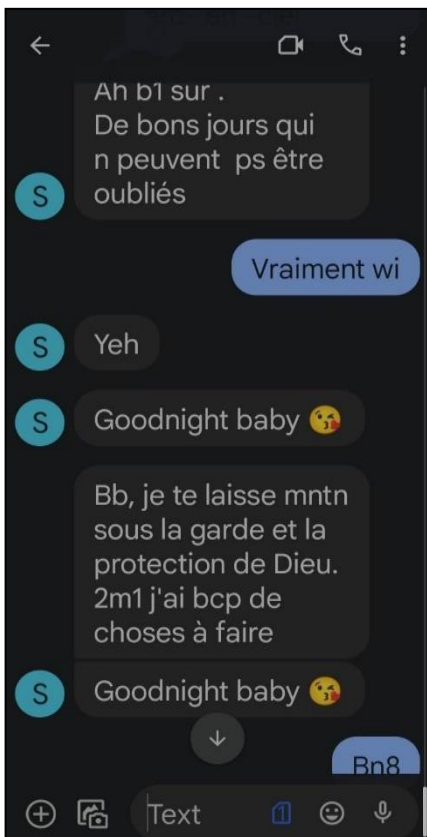 Ah b1 sur .
De bons jours qui
n peuvent ps être
oubliés
S
Vraiment wi
S
Yeh
S
Goodnight baby 😘
Bb, je te laisse mntn
sous la garde et la
protection de Dieu.
2m1 j'ai bcp de
choses à faire
S
Goodnight baby 😘
Bn8
Text
1